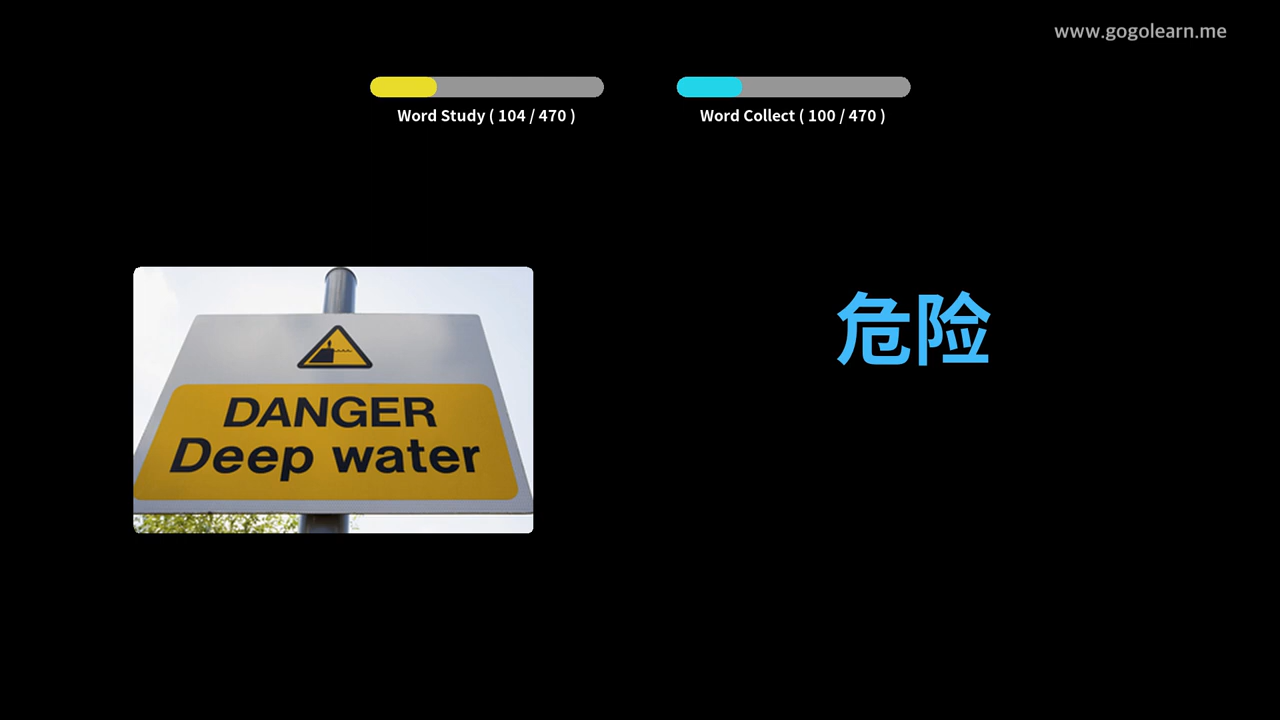 www.gogolearn.me
Word Study ( 104 / 470 )
Word Collect ( 100 / 470 )
DANGER
Deep water
危险